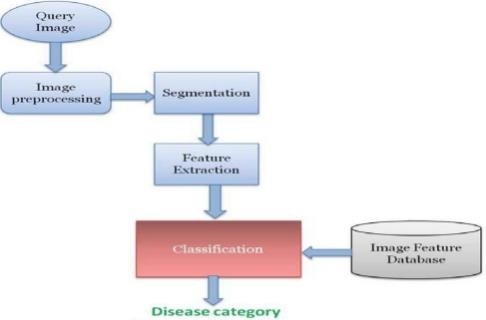 Query
Image
Image
preprocessing
Segmentation
Feature
Extraction
Classification
Image Feature
Database
Disease category